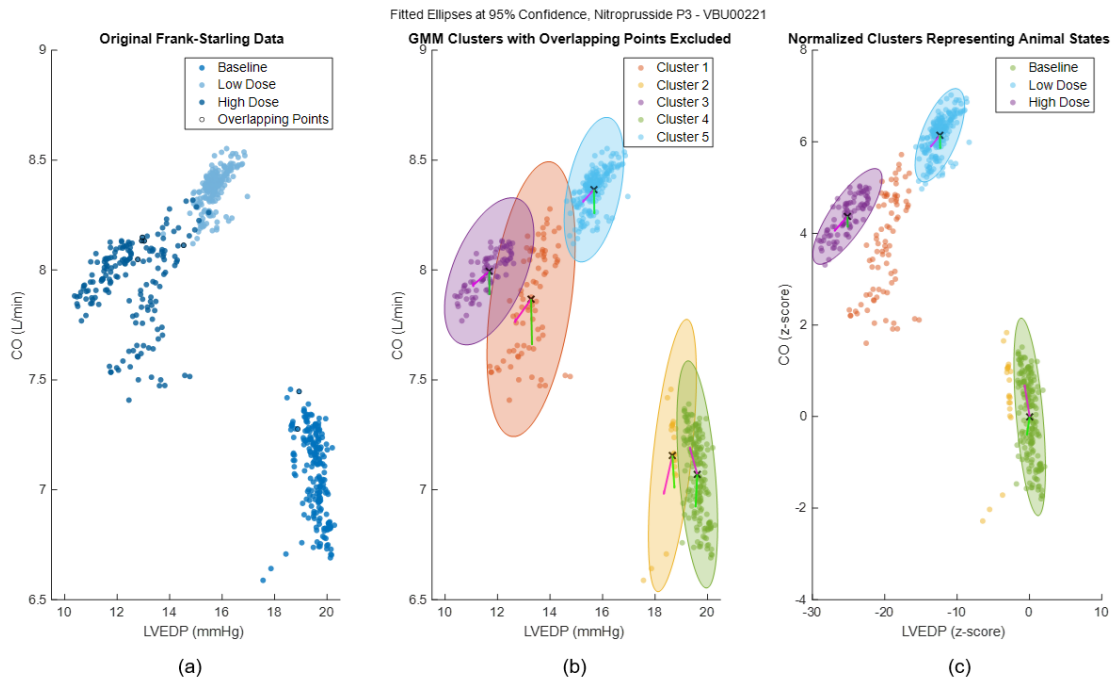 Fitted Ellipses at 95% Confidence, Nitroprusside P3 - VBU00221
Original Frank-Starling Data
9
8.5
8
7.5
7
6.5
CO (L/min)
10 12 14 16 18 20
LVEDP (mmHg)
Baseline
Low Dose
High Dose
Overlapping Points
(a)
GMM Clusters with Overlapping Points Excluded
9
8.5
8
7.5
7
6.5
CO (L/min)
10 12 14 16 18 20
LVEDP (mmHg)
Cluster 1
Cluster 2
Cluster 3
Cluster 4
Cluster 5
(b)
Normalized Clusters Representing Animal States
8
6
4
2
0
-2
-4
CO (z-score)
-30 -20 -10 0 10
LVEDP (z-score)
Baseline
Low Dose
High Dose
(c)